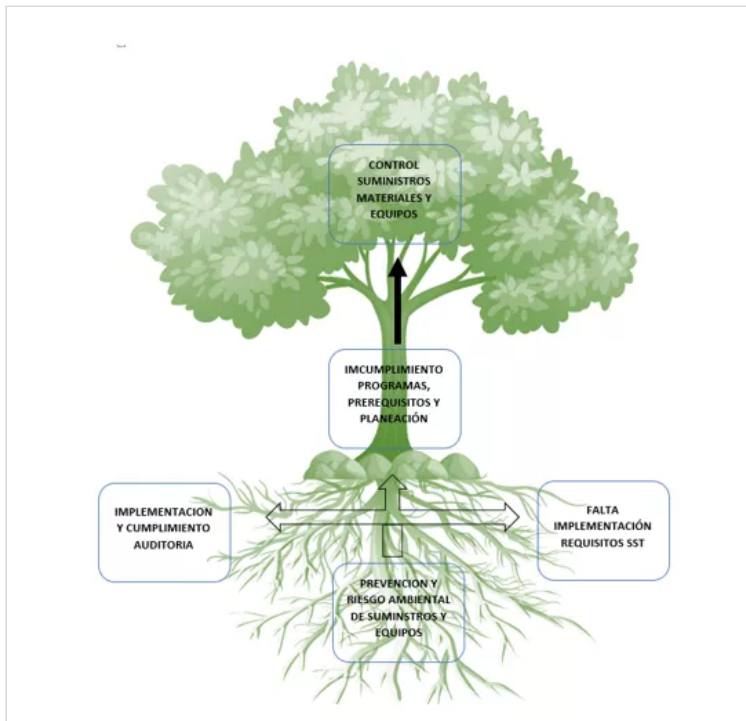 CONTROL
SUMINISTROS
MATERIALES Y
EQUIPOS
IMCUMPLIMIENTO
PROGRAMAS,
PREREQUISITOS Y
PLANEACIÓN
IMPLEMENTACION
Y CUMPLIMIENTO
AUDITORIA
FALTA
IMPLEMENTACIÓN
REQUISITOS SST
PREVENCION Y
RIESGO AMBIENTAL
DE SUMINSTROS Y
EQUIPOS